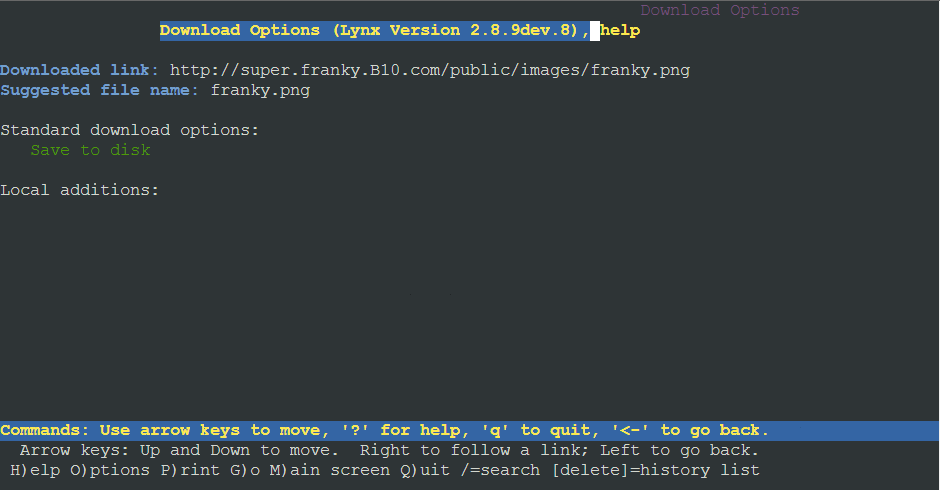 Download Options
Download Options (Lynx Version 2.8.9dev.8), help
Downloaded link: http://super.franky.B10.com/public/images/franky.png
Suggested file name: franky.png
Standard download options:
Save to disk
Local additions:
Commands: Use arrow keys to move, '?' for help, 'q' to quit, '<-' to go back.
Arrow keys: Up and Down to move.  Right to follow a link; Left to go back.
H)elp O)ptions P)rint G)o M)ain screen Q)uit /=search [delete]=history list